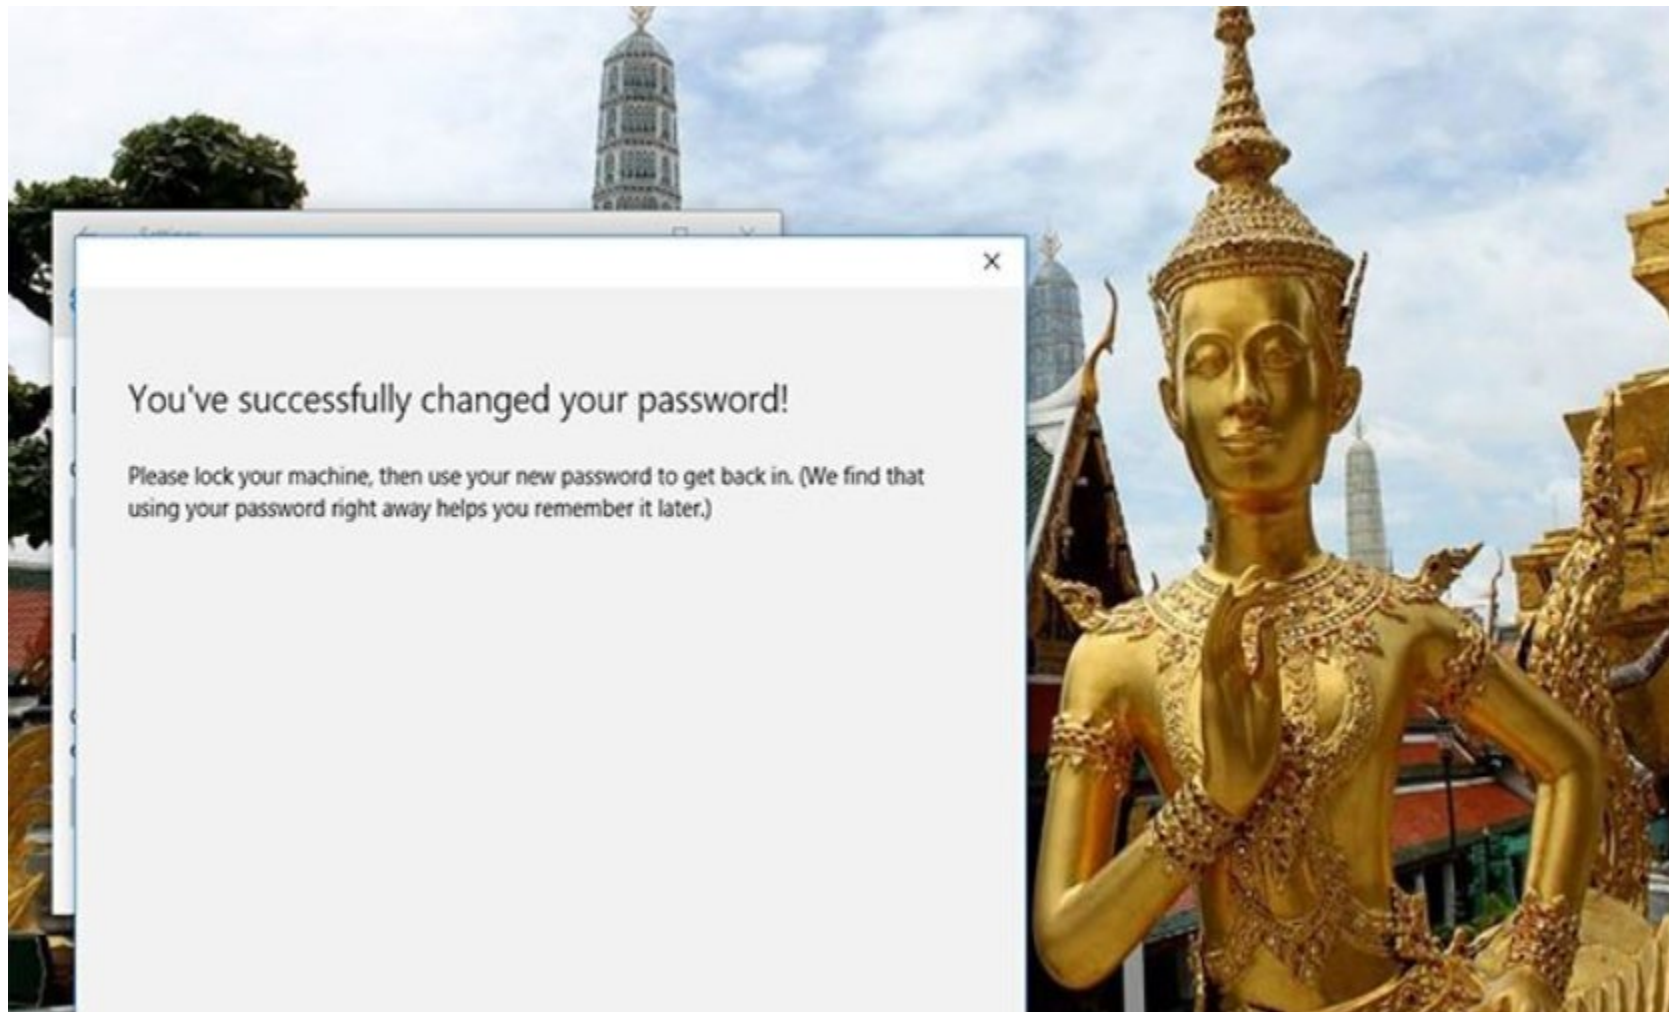 Settings
You've successfully changed your password!
Please lock your machine, then use your new password to get back in. (We find that
using your password right away helps you remember it later.)